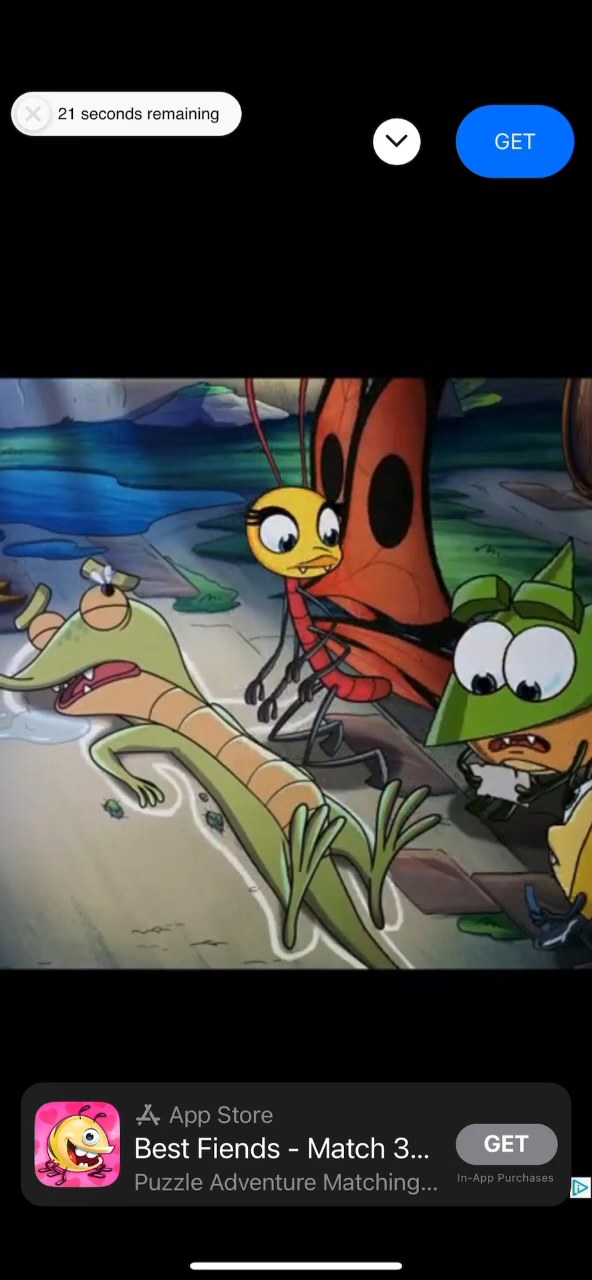 21 seconds remaining
GET
App Store
Best Fiends - Match 3...
Puzzle Adventure Matching...
GET
In-App Purchases